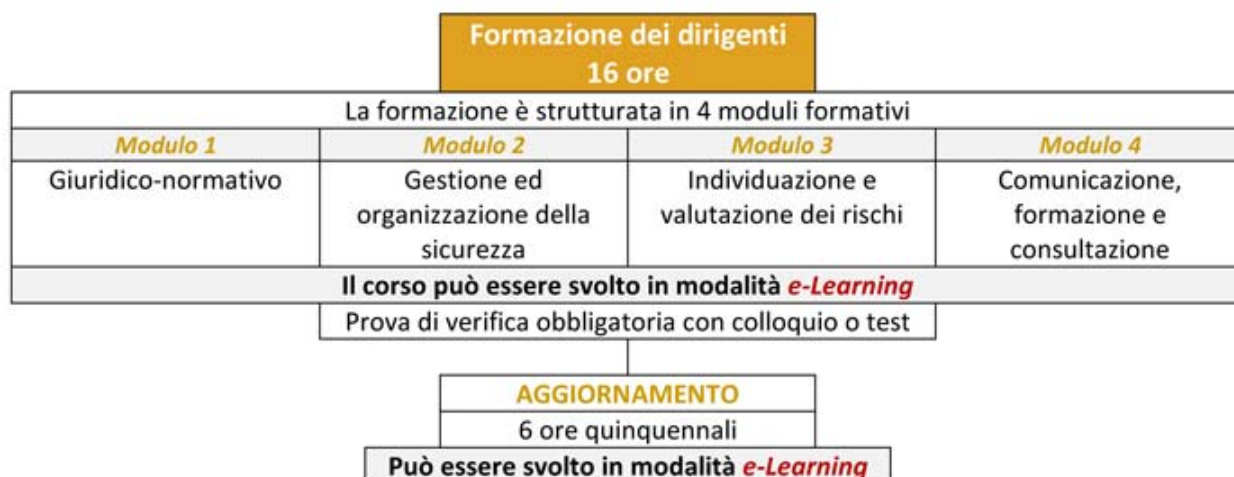 Formazione dei dirigenti
16 ore
La formazione è strutturata in 4 moduli formativi
Modulo 1
Modulo 2
Modulo 3
Modulo 4
Giuridico-normativo
Gestione ed
organizzazione della
sicurezza
Individuazione e
valutazione dei rischi
Comunicazione,
formazione e
consultazione
Il corso può essere svolto in modalità e-Learning
Prova di verifica obbligatoria con colloquio o test
AGGIORNAMENTO
6 ore quinquennali
Può essere svolto in modalità e-Learning